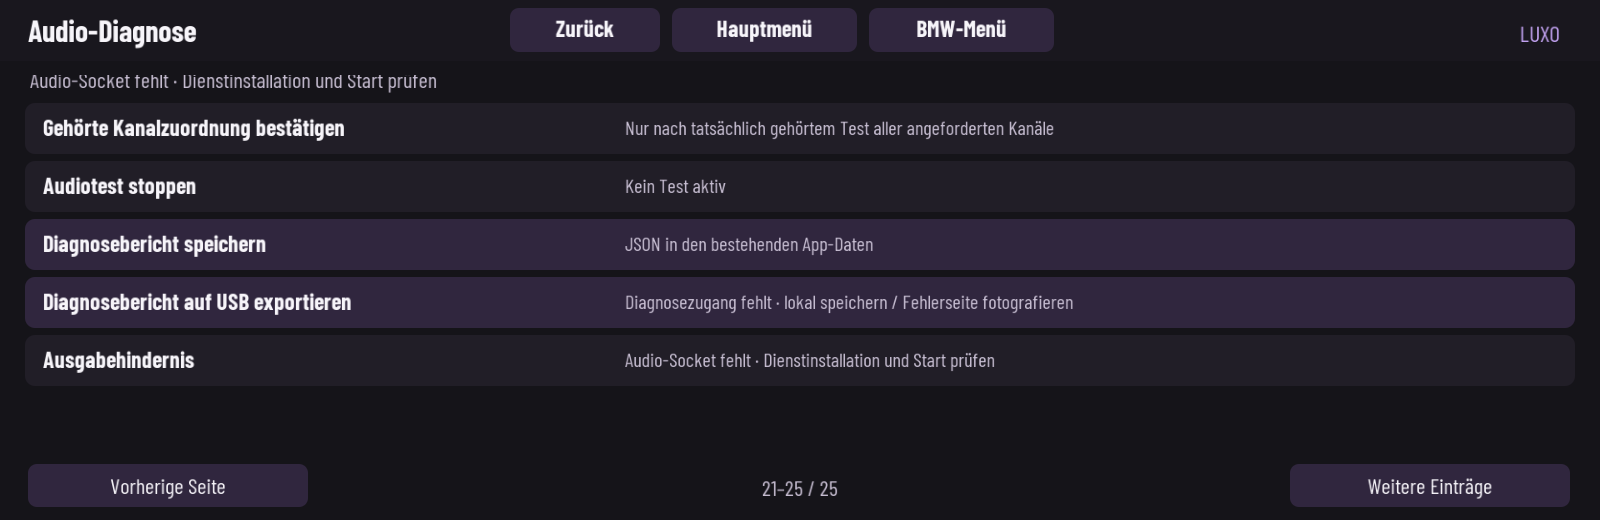 Audio-Diagnose
Zurück
Hauptmenü
BMW-Menü
LUXO
Audio-Socket fehlt · Dienstinstallation und Start prüfen
Gehörte Kanalzuordnung bestätigen
Nur nach tatsächlich gehörtem Test aller angeforderten Kanäle
Audiotest stoppen
Kein Test aktiv
Diagnosebericht speichern
JSON in den bestehenden App-Daten
Diagnosebericht auf USB exportieren
Diagnosezugang fehlt · lokal speichern / Fehlerseite fotografieren
Ausgabehindernis
Audio-Socket fehlt · Dienstinstallation und Start prüfen
Vorherige Seite
21–25 / 25
Weitere Einträge